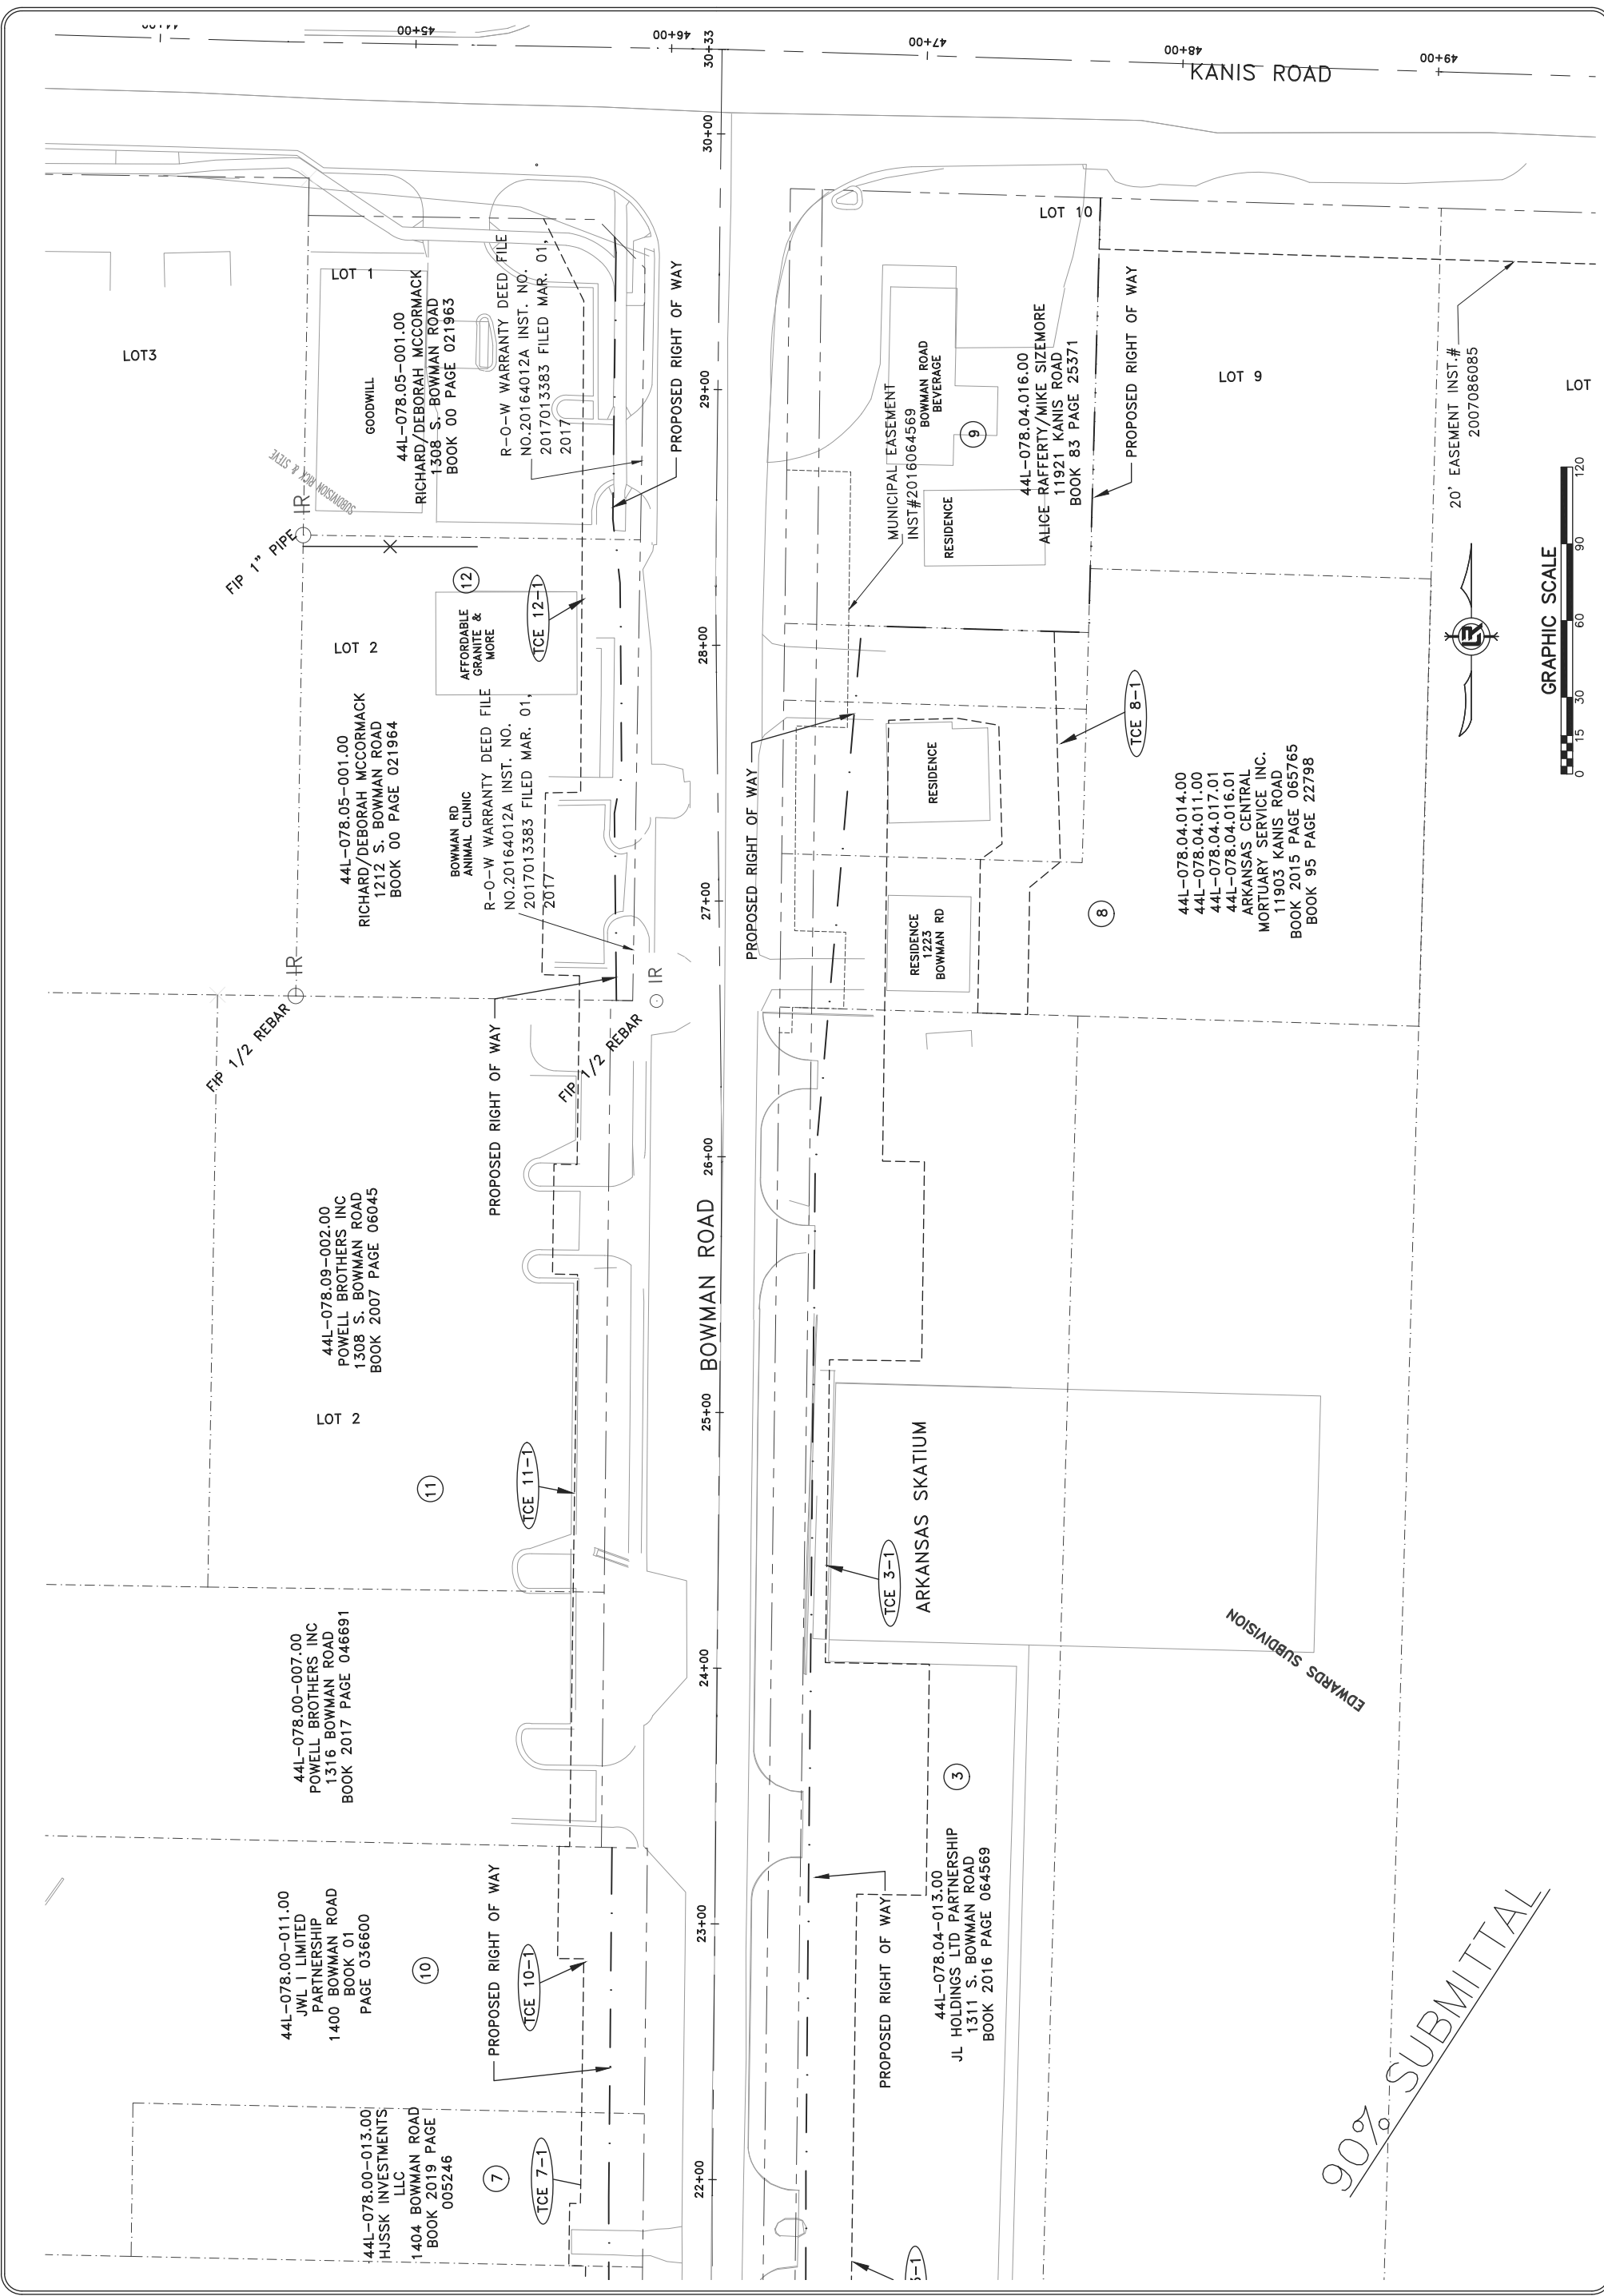 44+00
45+00
46+00
30+33
47+00
48+00
49+00
KANIS ROAD
30+00
29+00
28+00
27+00
26+00
25+00
24+00
23+00
22+00
BOWMAN ROAD
LOT3
LOT 1
GOODWILL
44L-078.05-001.00
RICHARD/DEBORAH MCCORMACK
1308 S. BOWMAN ROAD
BOOK 00 PAGE 021963
R-O-W WARRANTY DEED FILE
NO.20164012A INST. NO.
2017013383 FILED MAR. 01,
2017
PROPOSED RIGHT OF WAY
SUBDIVISION RICK & STEVE
IR
FIP 1" PIPE
12
LOT 2
AFFORDABLE
GRANITE &
MORE
TCE 12-1
44L-078.05-001.00
RICHARD/DEBORAH MCCORMACK
1212 S. BOWMAN ROAD
BOOK 00 PAGE 021964
BOWMAN RD
ANIMAL CLINIC
R-O-W WARRANTY DEED FILE
NO.20164012A INST. NO.
2017013383 FILED MAR. 01,
2017
IR
FIP 1/2 REBAR
PROPOSED RIGHT OF WAY
IR
FIP 1/2 REBAR
44L-078.09-002.00
POWELL BROTHERS INC
1308 S. BOWMAN ROAD
BOOK 2007 PAGE 06045
LOT 2
11
TCE 11-1
44L-078.00-007.00
POWELL BROTHERS INC
1316 BOWMAN ROAD
BOOK 2017 PAGE 046691
44L-078.00-011.00
JWL I LIMITED
PARTNERSHIP
1400 BOWMAN ROAD
BOOK 01
PAGE 036600
10
PROPOSED RIGHT OF WAY
TCE 10-1
44L-078.00-013.00
HJSSK INVESTMENTS
LLC
1404 BOWMAN ROAD
BOOK 2019 PAGE
005246
7
TCE 7-1
LOT 10
MUNICIPAL EASEMENT
INST#2016064569
BOWMAN ROAD
BEVERAGE
9
RESIDENCE
44L-078.04.016.00
ALICE RAFFERTY/MIKE SIZEMORE
11921 KANIS ROAD
BOOK 83 PAGE 25371
PROPOSED RIGHT OF WAY
LOT 9
20' EASEMENT INST.#
2007086085
LOT
PROPOSED RIGHT OF WAY
RESIDENCE
TCE 8-1
RESIDENCE
1223
BOWMAN RD
8
44L-078.04.014.00
44L-078.04.011.00
44L-078.04.017.01
44L-078.04.016.01
ARKANSAS CENTRAL
MORTUARY SERVICE INC.
11903 KANIS ROAD
BOOK 2015 PAGE 065765
BOOK 95 PAGE 22798
LR
GRAPHIC SCALE
0 15 30 60 90 120
ARKANSAS SKATIUM
TCE 3-1
EDWARDS SUBDIVISION
3
44L-078.04-013.00
JL HOLDINGS LTD PARTNERSHIP
1311 S. BOWMAN ROAD
BOOK 2016 PAGE 064569
PROPOSED RIGHT OF WAY
90% SUBMITTAL